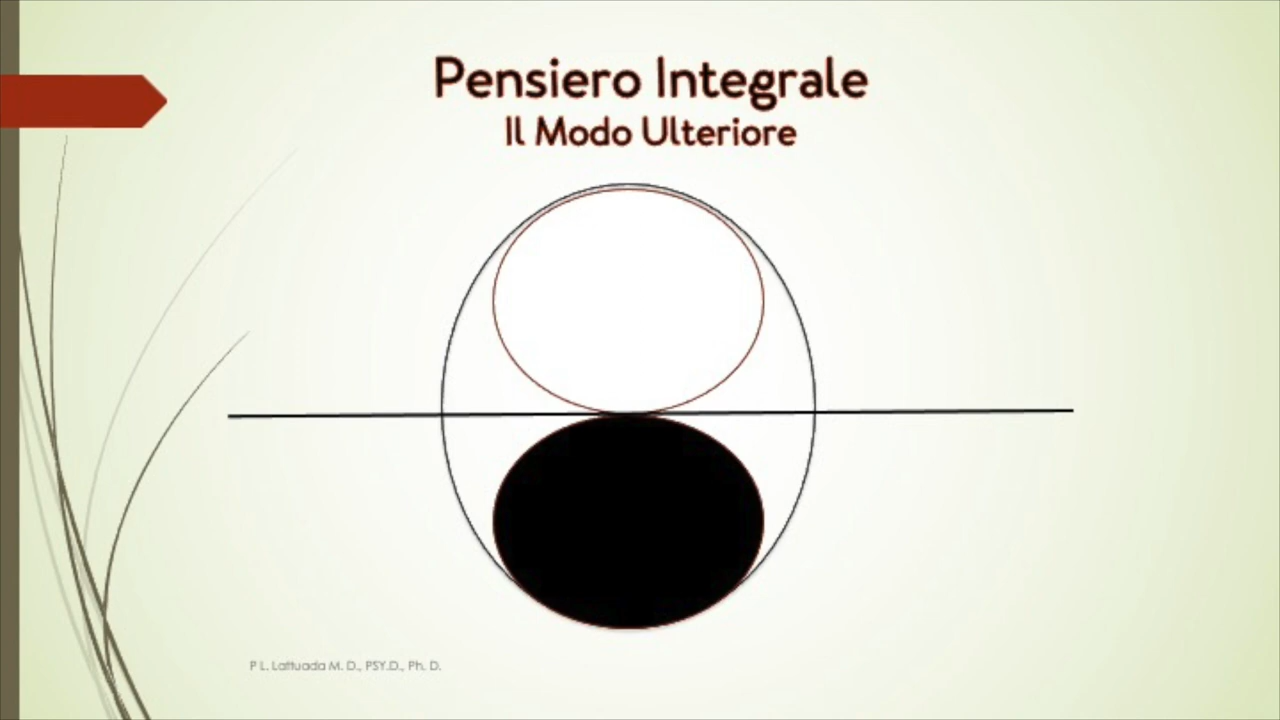 Pensiero Integrale
Il Modo Ulteriore
P L. Lattuada M. D., PSY.D., Ph. D.